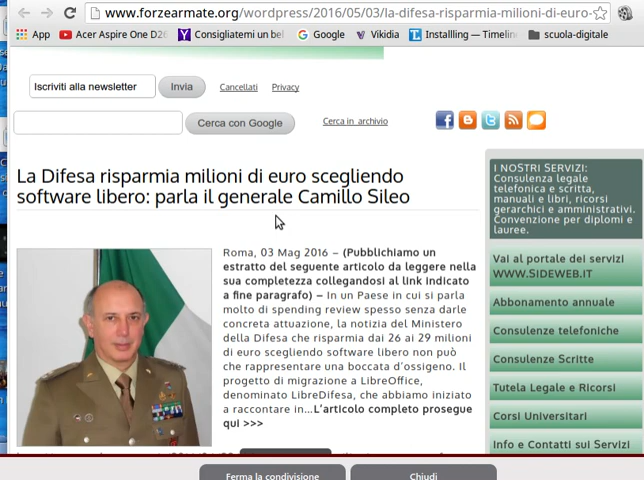 www.forzearmate.org/wordpress/2016/05/03/la-difesa-risparmia-milioni-di-euro-s
App Acer Aspire One D2 Consigliatemi un bel Google Vikidia Installling — Timelin scuola-digitale
Iscriviti alla newsletter Invia Cancellati Privacy
Cerca con Google Cerca in archivio
La Difesa risparmia milioni di euro scegliendo
software libero: parla il generale Camillo Sileo
Roma, 03 Mag 2016 – (Pubblichiamo un
estratto del seguente articolo da leggere nella
sua completezza collegandosi al link indicato
a fine paragrafo) – In un Paese in cui si parla
molto di spending review spesso senza darle
concreta attuazione, la notizia del Ministero
della Difesa che risparmia dai 26 ai 29 milioni
di euro scegliendo software libero non può
che rappresentare una boccata d'ossigeno. Il
progetto di migrazione a LibreOffice,
denominato LibreDifesa, che abbiamo iniziato
a raccontare in...L'articolo completo prosegue
qui >>>
I NOSTRI SERVIZI:
Consulenza legale
telefonica e scritta,
manuali e libri, ricorsi
gerarchici e amministrativi.
Convenzione per diplomi e
lauree.
Vai al portale dei servizi
WWW.SIDEWEB.IT
Abbonamento annuale
Consulenze telefoniche
Consulenze Scritte
Tutela Legale e Ricorsi
Corsi Universitari
Info e Contatti sui Servizi
Ferma la condivisione Chiudi